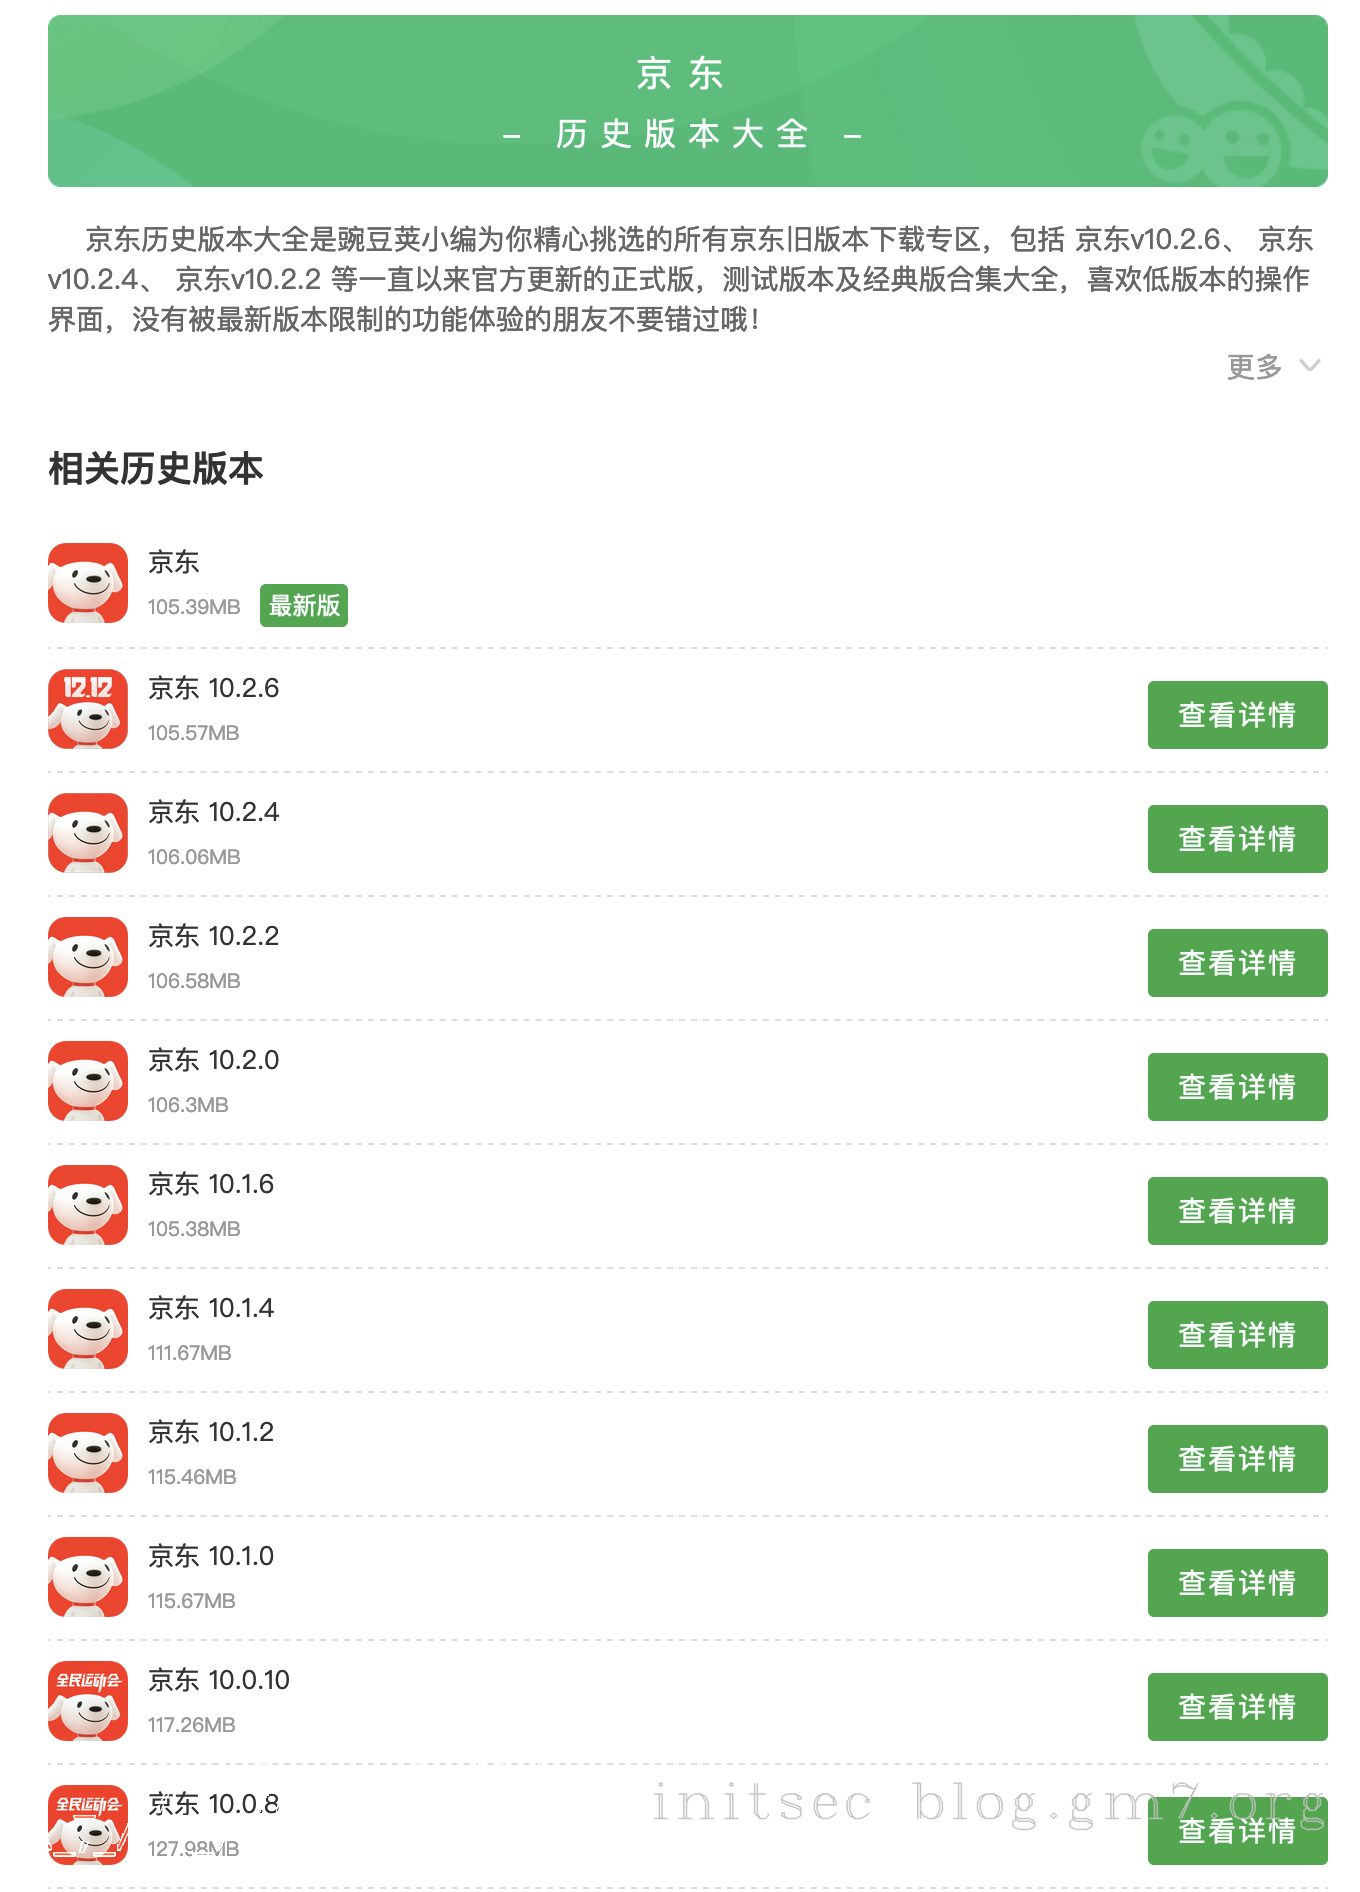 京东
– 历史版本大全 –
京东历史版本大全是豌豆荚小编为你精心挑选的所有京东旧版本下载专区，包括 京东v10.2.6、 京东
v10.2.4、 京东v10.2.2 等一直以来官方更新的正式版，测试版本及经典版合集大全，喜欢低版本的操作
界面，没有被最新版本限制的功能体验的朋友不要错过哦！
更多
相关历史版本
京东
105.39MB 最新版
12.12
京东 10.2.6
105.57MB
查看详情
京东 10.2.4
106.06MB
查看详情
京东 10.2.2
106.58MB
查看详情
京东 10.2.0
106.3MB
查看详情
京东 10.1.6
105.38MB
查看详情
京东 10.1.4
111.67MB
查看详情
京东 10.1.2
115.46MB
查看详情
京东 10.1.0
115.67MB
查看详情
全民运动会
京东 10.0.10
117.26MB
查看详情
全民运动会
京东 10.0.8
127.98MB
查看详情
initsec blog.gm7.org